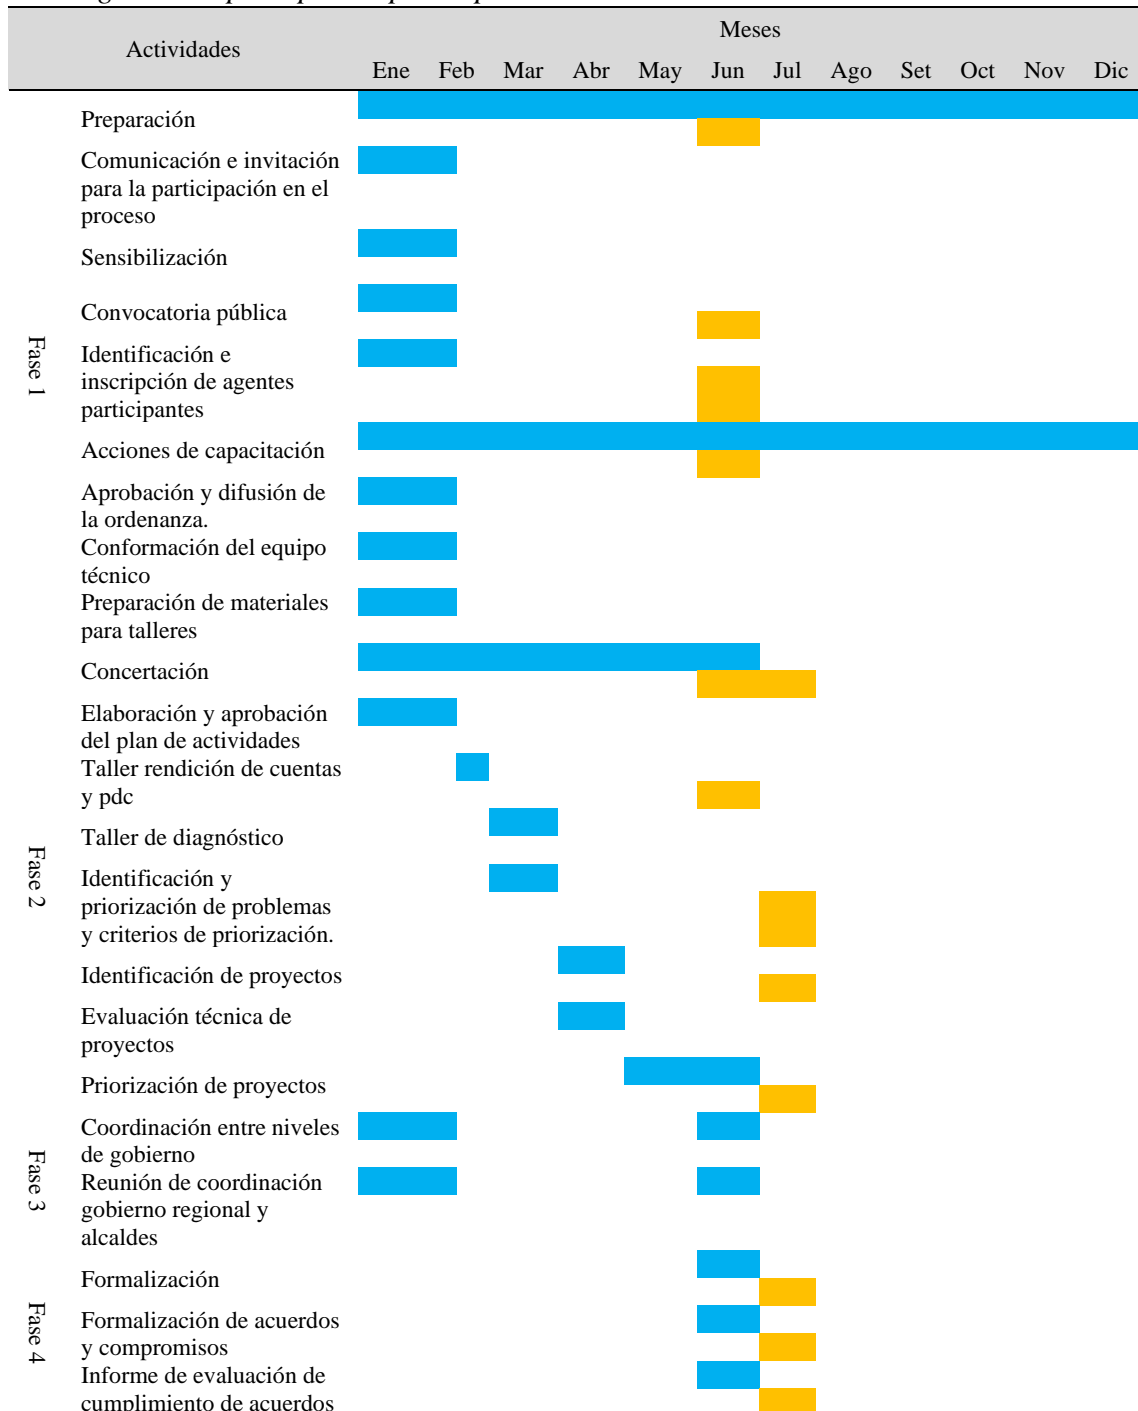 Actividades
Meses
Ene Feb Mar Abr May Jun Jul Ago Set Oct Nov Dic
Fase 1
Preparación
Comunicación e invitación
para la participación en el
proceso
Sensibilización
Convocatoria pública
Identificación e
inscripción de agentes
participantes
Acciones de capacitación
Aprobación y difusión de
la ordenanza.
Conformación del equipo
técnico
Preparación de materiales
para talleres
Fase 2
Concertación
Elaboración y aprobación
del plan de actividades
Taller rendición de cuentas
y pdc
Taller de diagnóstico
Identificación y
priorización de problemas
y criterios de priorización.
Identificación de proyectos
Evaluación técnica de
proyectos
Priorización de proyectos
Fase 3
Coordinación entre niveles
de gobierno
Reunión de coordinación
gobierno regional y
alcaldes
Fase 4
Formalización
Formalización de acuerdos
y compromisos
Informe de evaluación de
cumplimiento de acuerdos